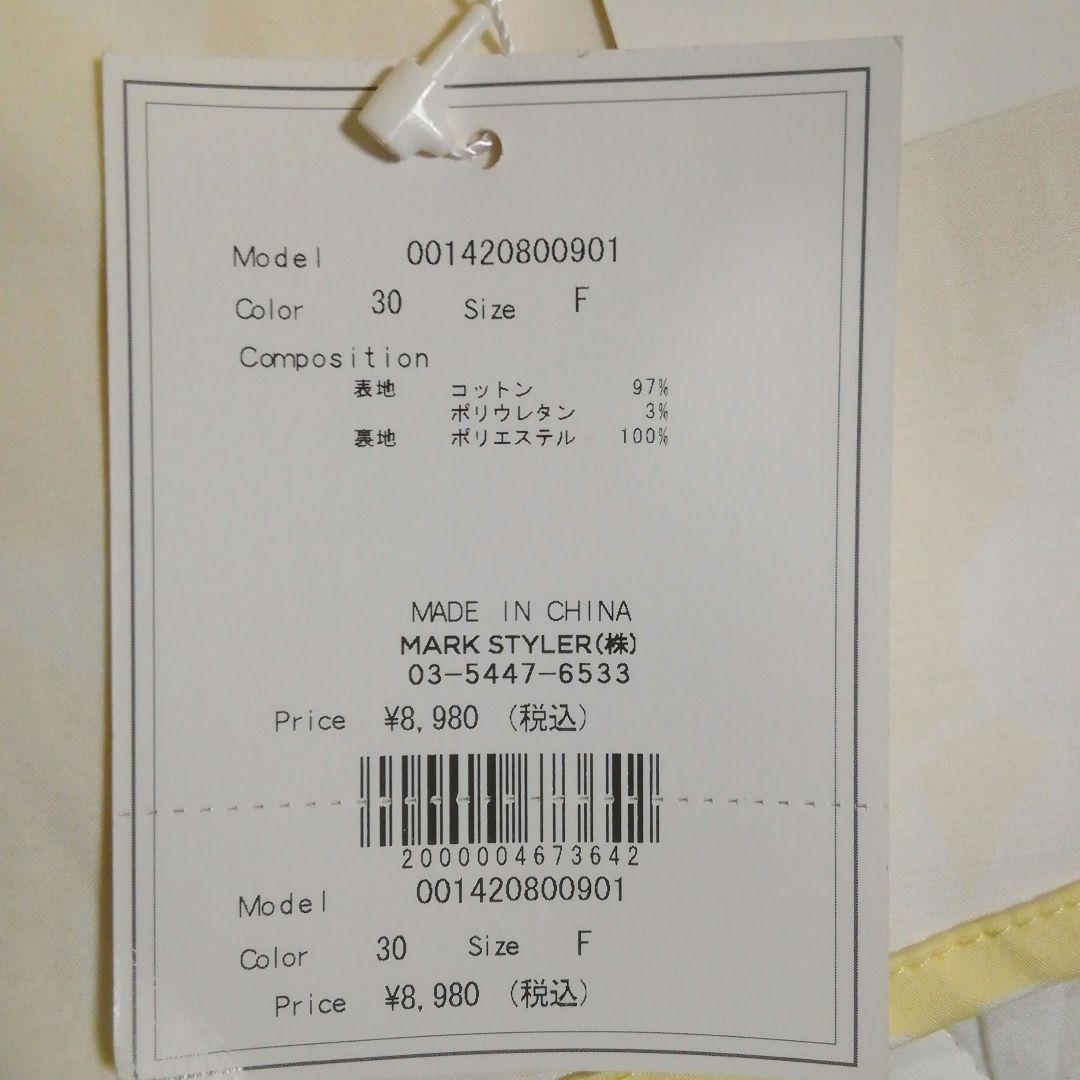 Model 001420800901
Color 30 Size F
Composition
表地 コットン 97%
ポリウレタン 3%
裏地 ポリエステル 100%
MADE IN CHINA
MARK STYLER(株)
03-5447-6533
Price ¥8,980 (税込)
2000004673642
Model 001420800901
Color 30 Size F
Price ¥8,980 (税込)